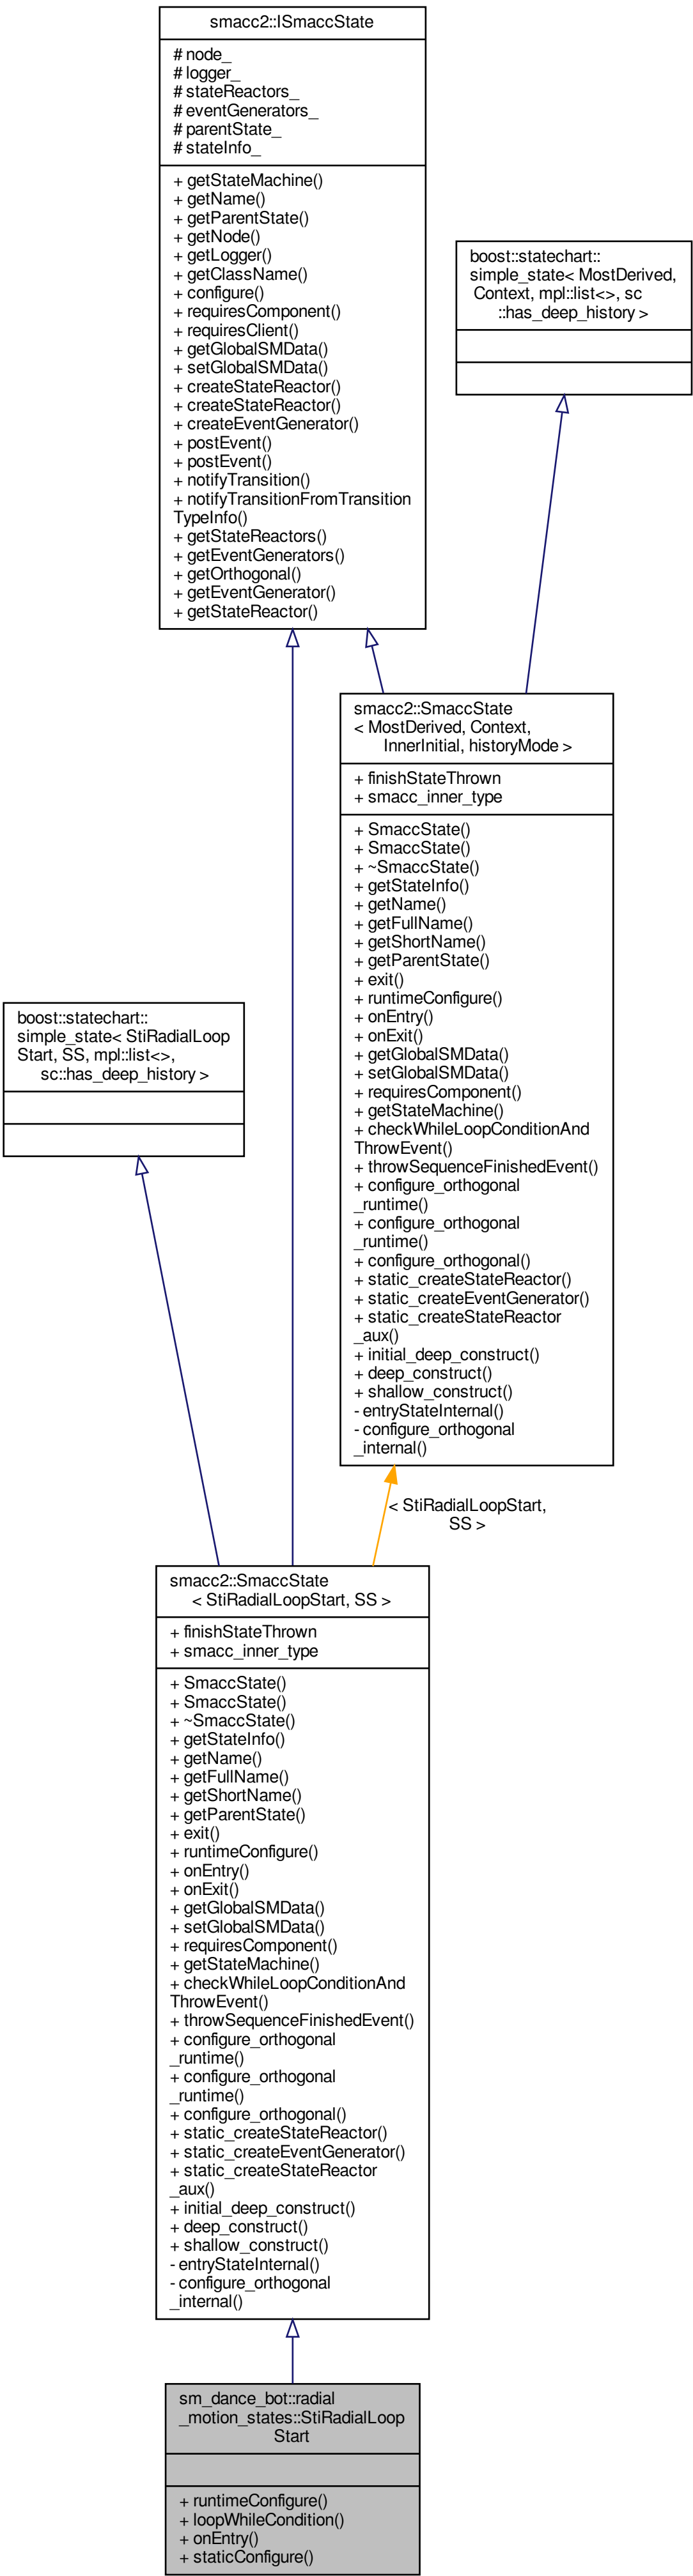 smacc2::ISmaccState
# node_
# logger_
# stateReactors_
# eventGenerators_
# parentState_
# stateInfo_
+ getStateMachine()
+ getName()
+ getParentState()
+ getNode()
+ getLogger()
+ getClassName()
+ configure()
+ requiresComponent()
+ requiresClient()
+ getGlobalSMData()
+ setGlobalSMData()
+ createStateReactor()
+ createStateReactor()
+ createEventGenerator()
+ postEvent()
+ postEvent()
+ notifyTransition()
+ notifyTransitionFromTransition
TypeInfo()
+ getStateReactors()
+ getEventGenerators()
+ getOrthogonal()
+ getEventGenerator()
+ getStateReactor()
boost::statechart::
simple_state< MostDerived,
Context, mpl::list<>, sc
::has_deep_history >
smacc2::SmaccState
< MostDerived, Context,
InnerInitial, historyMode >
+ finishStateThrown
+ smacc_inner_type
+ SmaccState()
+ SmaccState()
+ ~SmaccState()
+ getStateInfo()
+ getName()
+ getFullName()
+ getShortName()
+ getParentState()
+ exit()
+ runtimeConfigure()
+ onEntry()
+ onExit()
+ getGlobalSMData()
+ setGlobalSMData()
+ requiresComponent()
+ getStateMachine()
+ checkWhileLoopConditionAnd
ThrowEvent()
+ throwSequenceFinishedEvent()
+ configure_orthogonal
_runtime()
+ configure_orthogonal
_runtime()
+ configure_orthogonal()
+ static_createStateReactor()
+ static_createEventGenerator()
+ static_createStateReactor
_aux()
+ initial_deep_construct()
+ deep_construct()
+ shallow_construct()
- entryStateInternal()
- configure_orthogonal
_internal()
boost::statechart::
simple_state< StiRadialLoop
Start, SS, mpl::list<>,
sc::has_deep_history >
< StiRadialLoopStart,
SS >
smacc2::SmaccState
< StiRadialLoopStart, SS >
+ finishStateThrown
+ smacc_inner_type
+ SmaccState()
+ SmaccState()
+ ~SmaccState()
+ getStateInfo()
+ getName()
+ getFullName()
+ getShortName()
+ getParentState()
+ exit()
+ runtimeConfigure()
+ onEntry()
+ onExit()
+ getGlobalSMData()
+ setGlobalSMData()
+ requiresComponent()
+ getStateMachine()
+ checkWhileLoopConditionAnd
ThrowEvent()
+ throwSequenceFinishedEvent()
+ configure_orthogonal
_runtime()
+ configure_orthogonal
_runtime()
+ configure_orthogonal()
+ static_createStateReactor()
+ static_createEventGenerator()
+ static_createStateReactor
_aux()
+ initial_deep_construct()
+ deep_construct()
+ shallow_construct()
- entryStateInternal()
- configure_orthogonal
_internal()
sm_dance_bot::radial
_motion_states::StiRadialLoop
Start
+ runtimeConfigure()
+ loopWhileCondition()
+ onEntry()
+ staticConfigure()